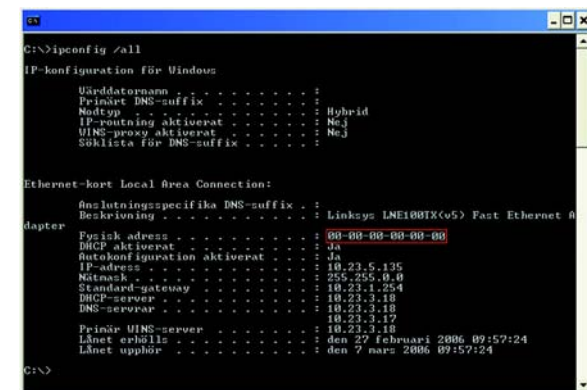 C:\>ipconfig /all
IP-konfiguration för Windows
Värddatornamn . . . . . . . . . . :
Primärt DNS-suffix . . . . . . . :
Nodtyp . . . . . . . . . . . . . : Hybrid
IP-routning aktiverat . . . . . . : Nej
WINS-proxy aktiverat . . . . . . : Nej
Söklista för DNS-suffix . . . . . :
Ethernet-kort Local Area Connection:
Anslutningsspecifika DNS-suffix . :
Beskrivning . . . . . . . . . . . : Linksys LNE100TX(v5) Fast Ethernet A
dapter
Fysisk adress . . . . . . . . . . : 00-00-00-00-00-00
DHCP aktiverat . . . . . . . . . : Ja
Autokonfiguration aktiverat . . . : Ja
IP-adress . . . . . . . . . . . . : 10.23.5.135
Nätmask . . . . . . . . . . . . . : 255.255.0.0
Standard-gateway . . . . . . . . : 10.23.1.254
DHCP-server . . . . . . . . . . . : 10.23.3.18
DNS-servrar . . . . . . . . . . . : 10.23.3.18
10.23.3.17
Primär WINS-server . . . . . . . : 10.23.3.18
Lånet erhölls . . . . . . . . . . : den 27 februari 2006 09:57:24
Lånet upphör . . . . . . . . . . : den 7 mars 2006 09:57:24
C:\>